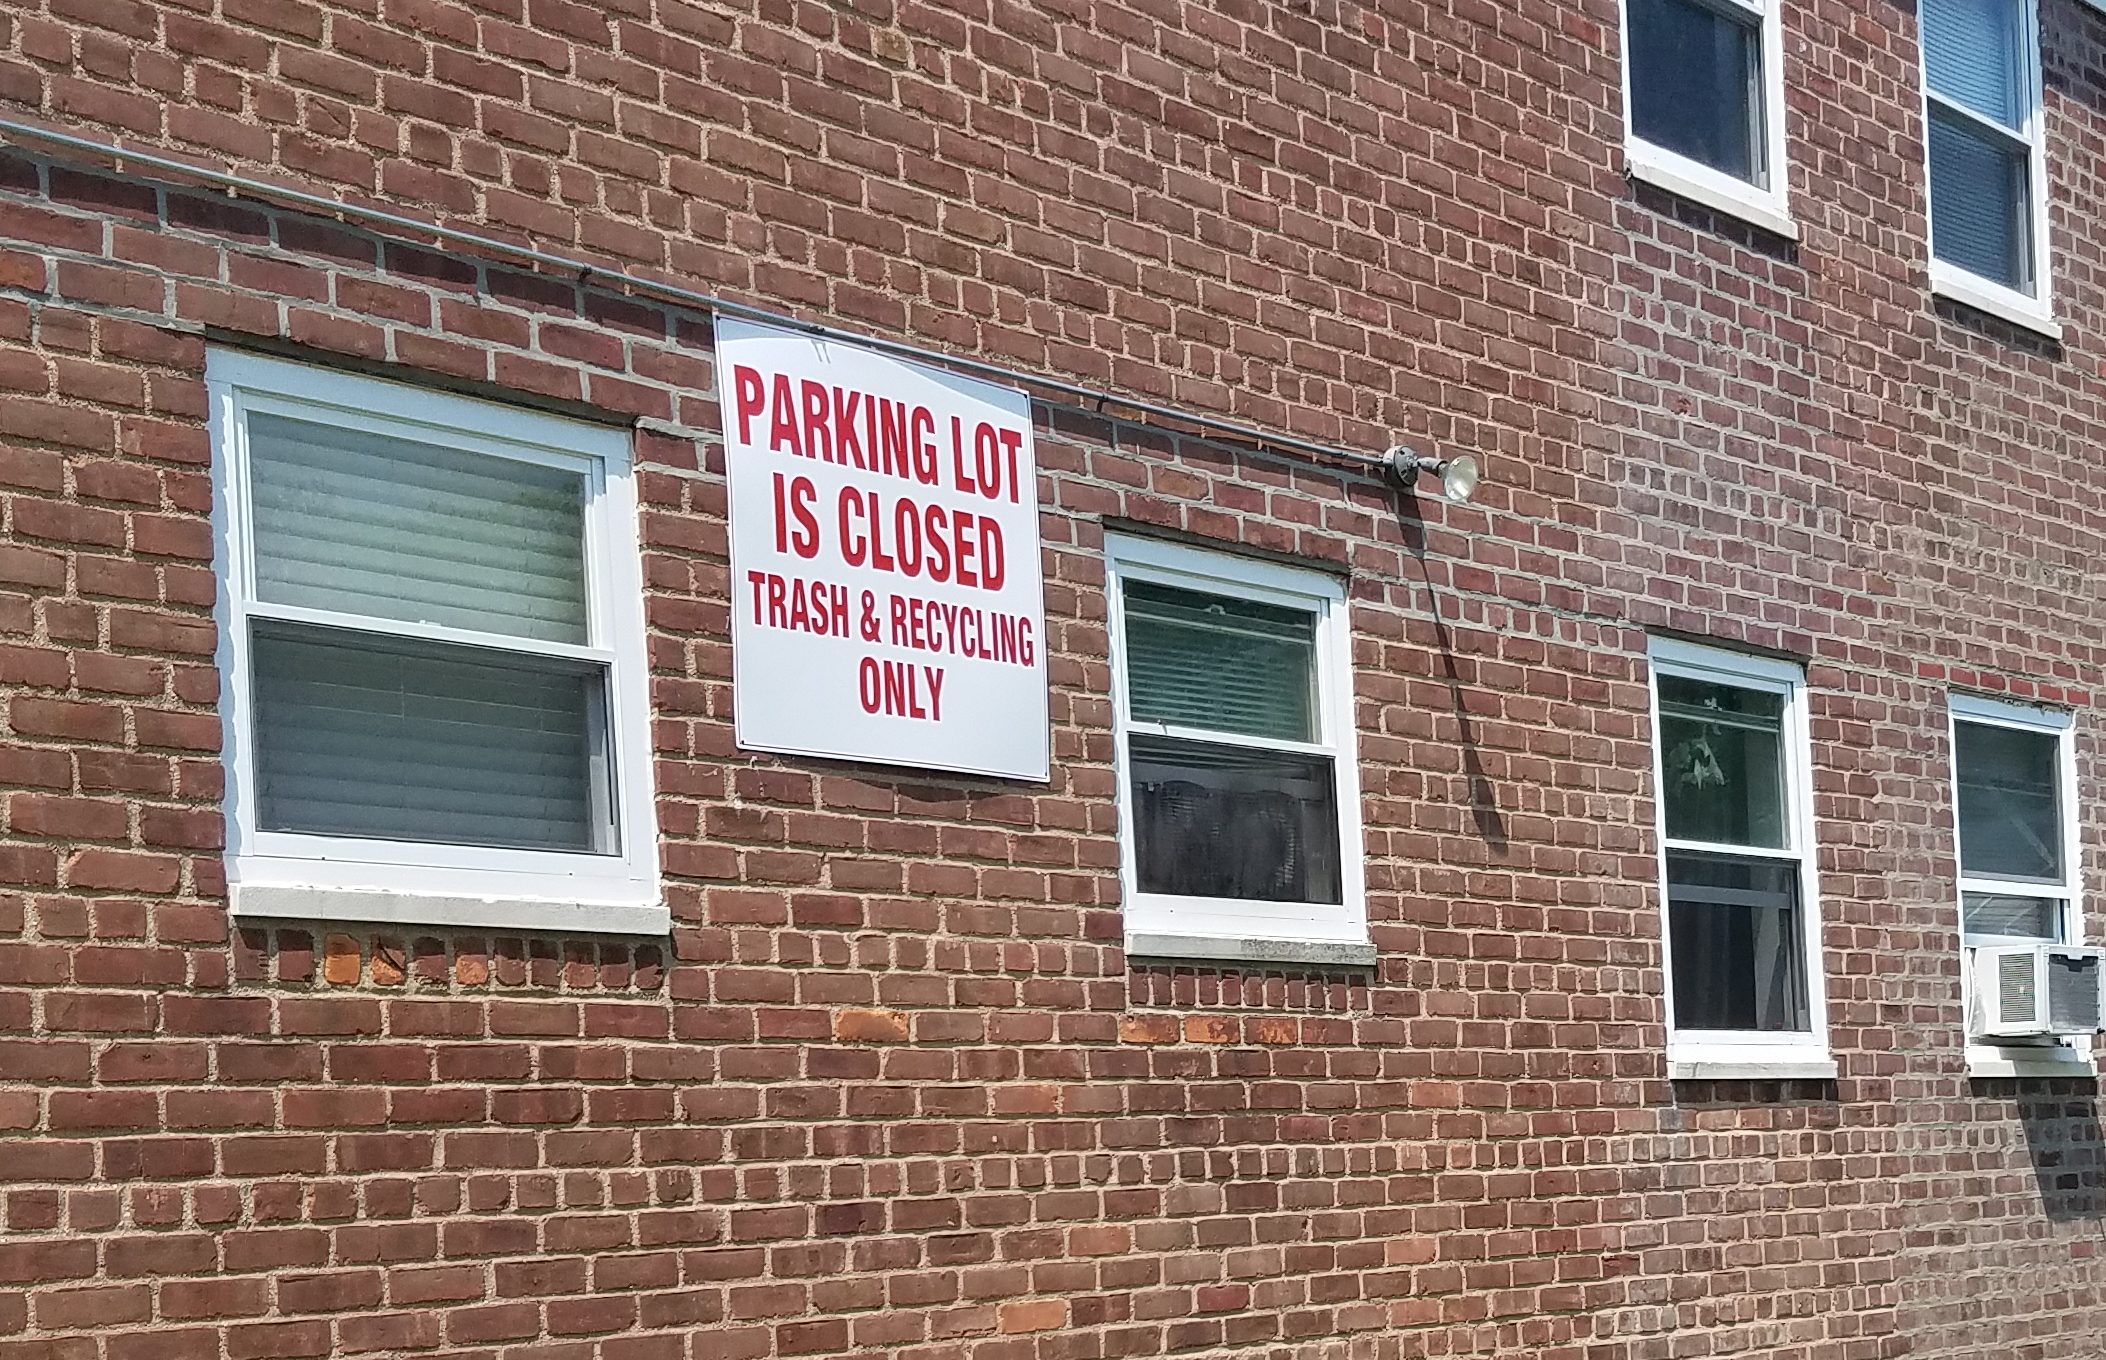 PARKING LOT
IS CLOSED
TRASH & RECYCLING
ONLY